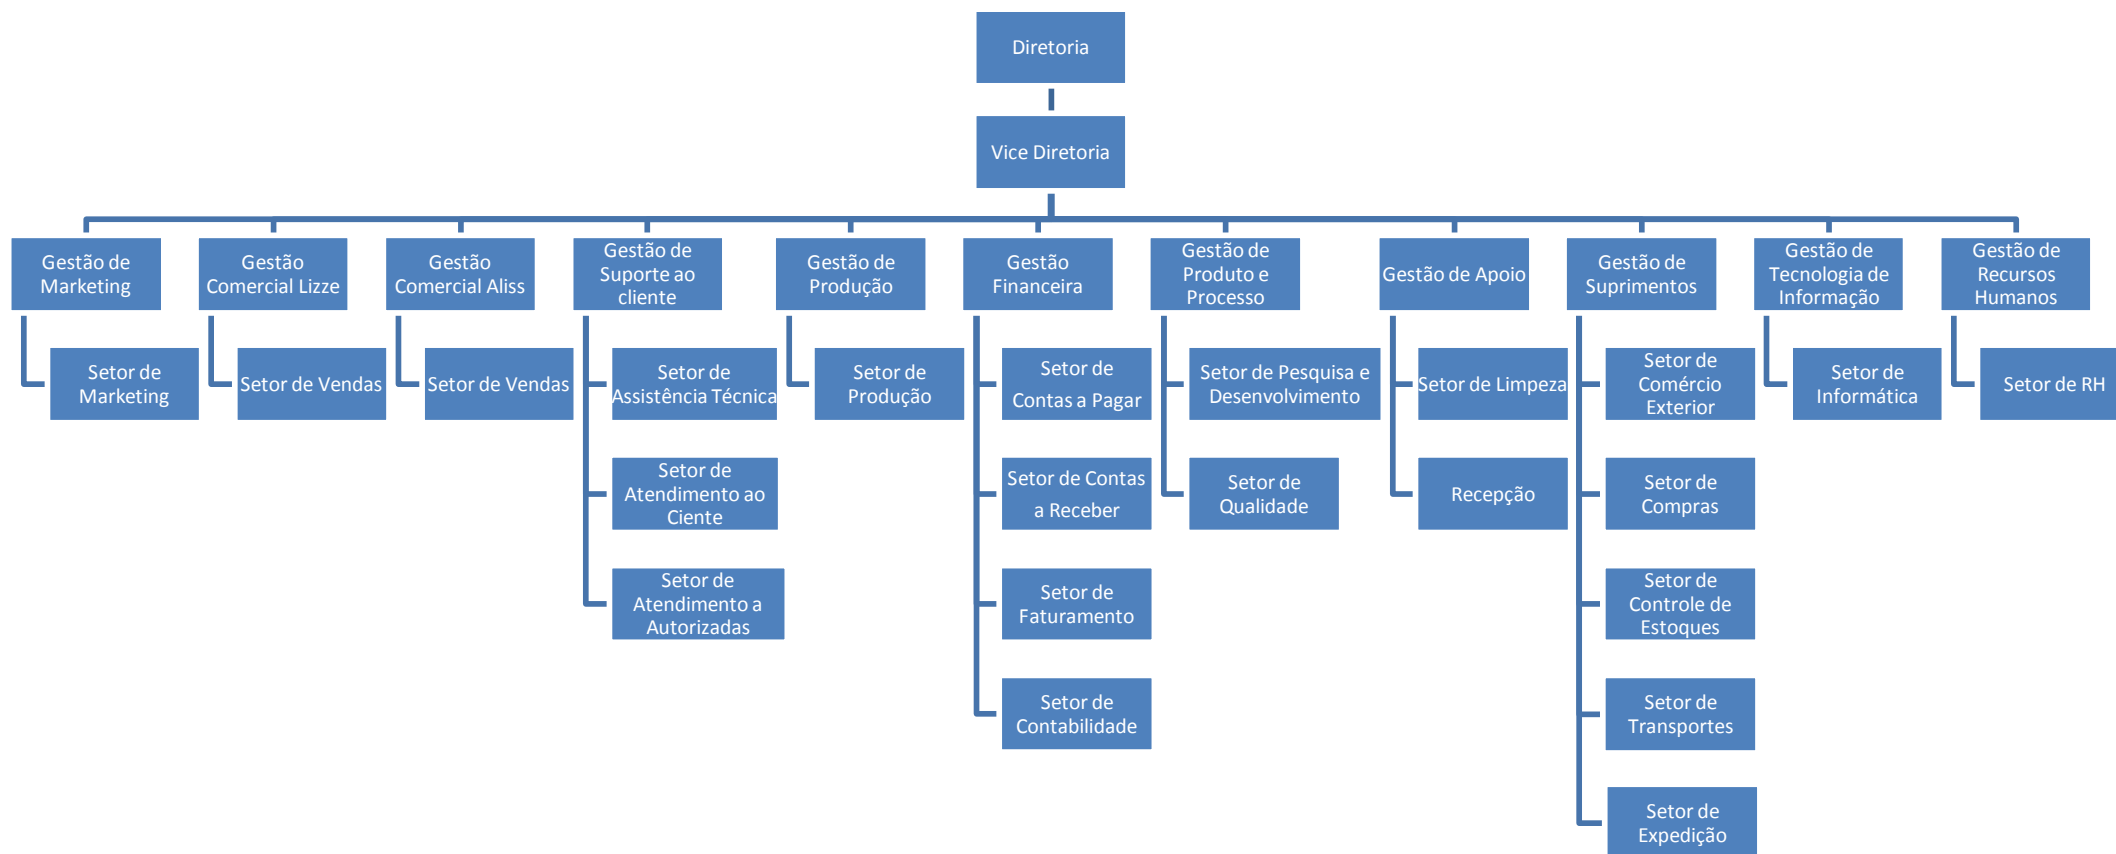 Diretoria
Vice Diretoria
Gestão de
Marketing
Gestão
Comercial Lizze
Gestão
Comercial Aliss
Gestão de
Suporte ao
cliente
Gestão de
Produção
Gestão
Financeira
Gestão de
Produto e
Processo
Gestão de Apoio
Gestão de
Suprimentos
Gestão de
Tecnologia de
Informação
Gestão de
Recursos
Humanos
Setor de
Marketing
Setor de Vendas
Setor de Vendas
Setor de
Assistência Técnica
Setor de
Produção
Setor de
Contas a Pagar
Setor de Pesquisa e
Desenvolvimento
Setor de Limpeza
Setor de
Comércio
Exterior
Setor de
Informática
Setor de RH
Setor de
Atendimento ao
Ciente
Setor de Contas
a Receber
Setor de
Qualidade
Recepção
Setor de
Compras
Setor de
Atendimento a
Autorizadas
Setor de
Faturamento
Setor de
Controle de
Estoques
Setor de
Contabilidade
Setor de
Transportes
Setor de
Expedição